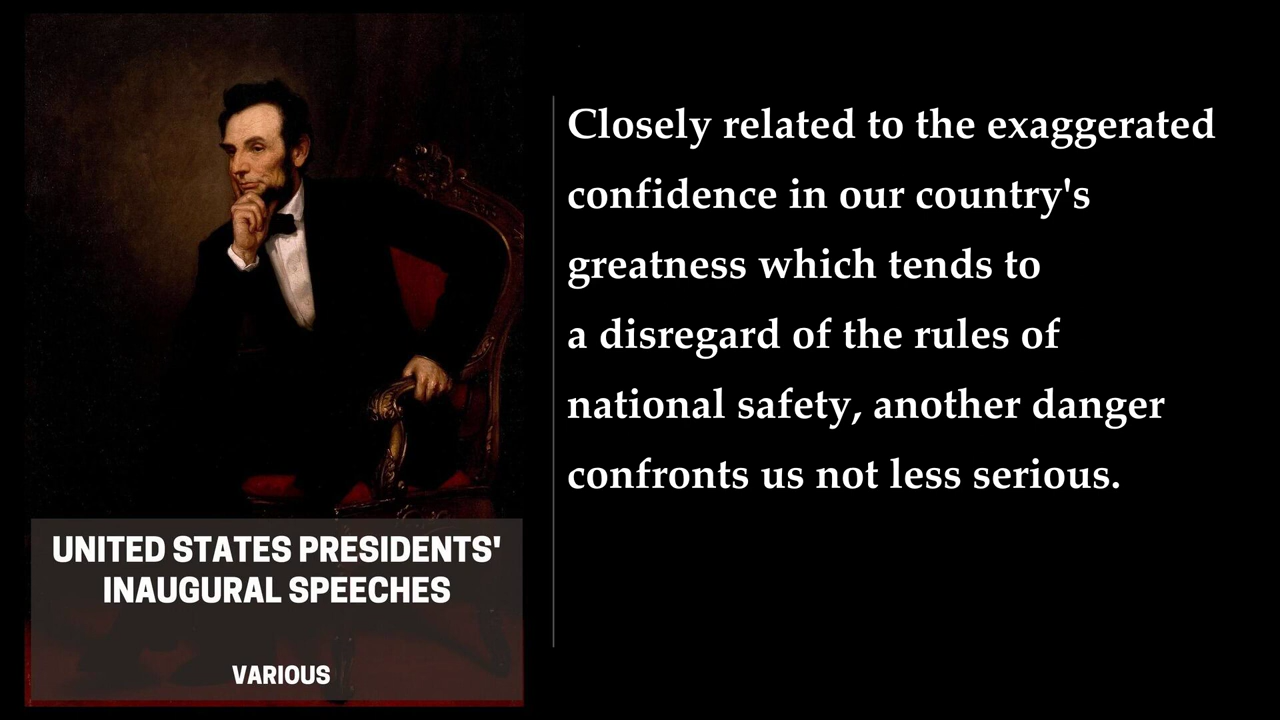 Closely related to the exaggerated
confidence in our country's
greatness which tends to
a disregard of the rules of
national safety, another danger
confronts us not less serious.
UNITED STATES PRESIDENTS'
INAUGURAL SPEECHES
VARIOUS